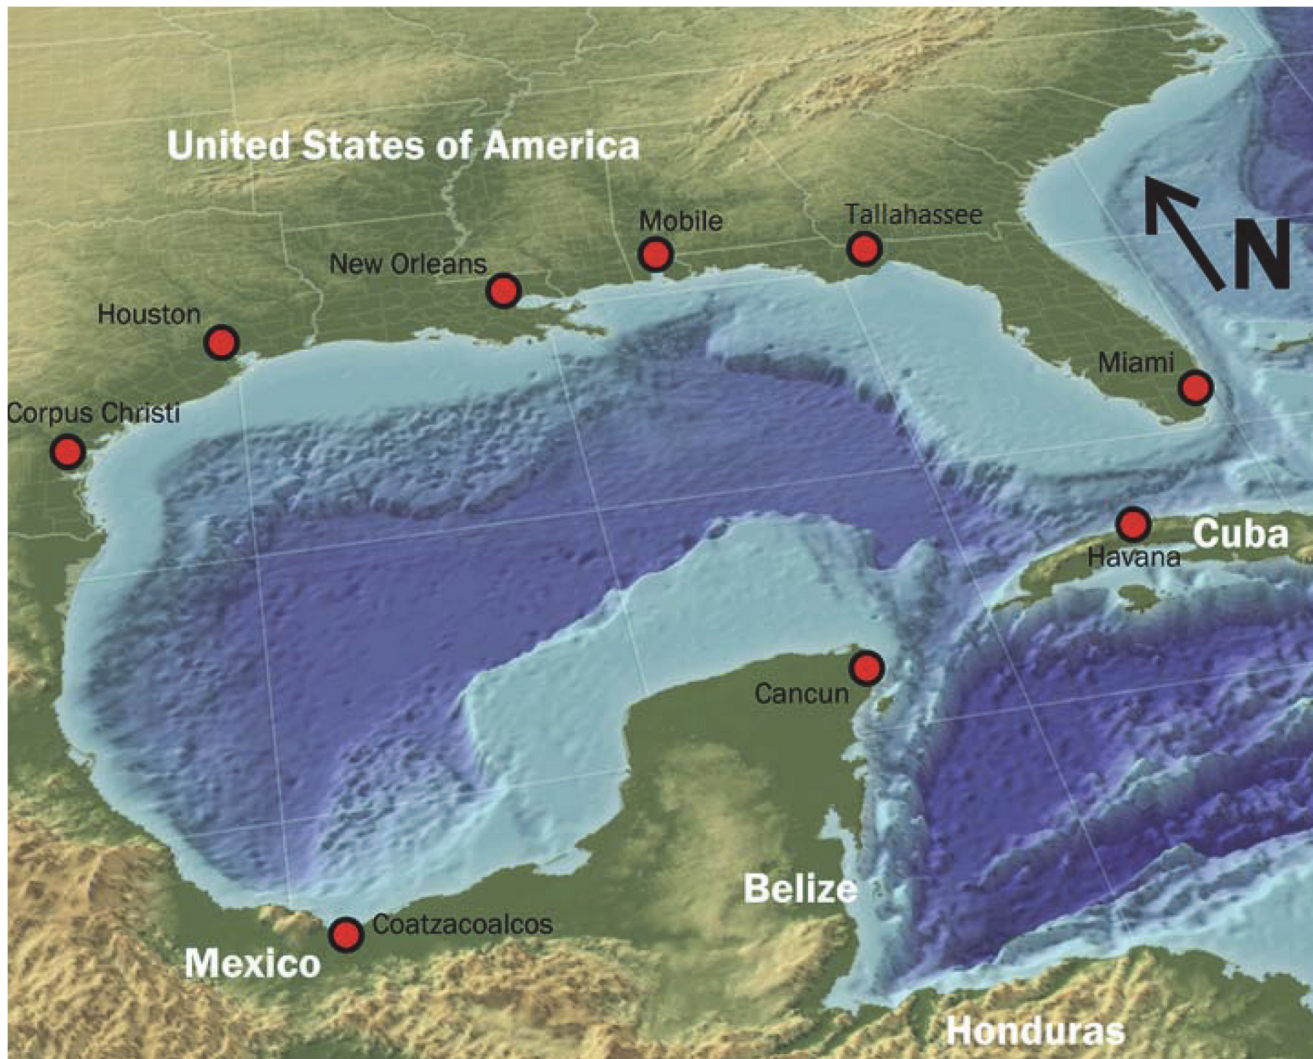 United States of America
Mobile
Tallahassee
New Orleans
N
Houston
Miami
Corpus Christi
Cuba
Havana
Cancun
Belize
Coatzacoalcos
Mexico
Honduras